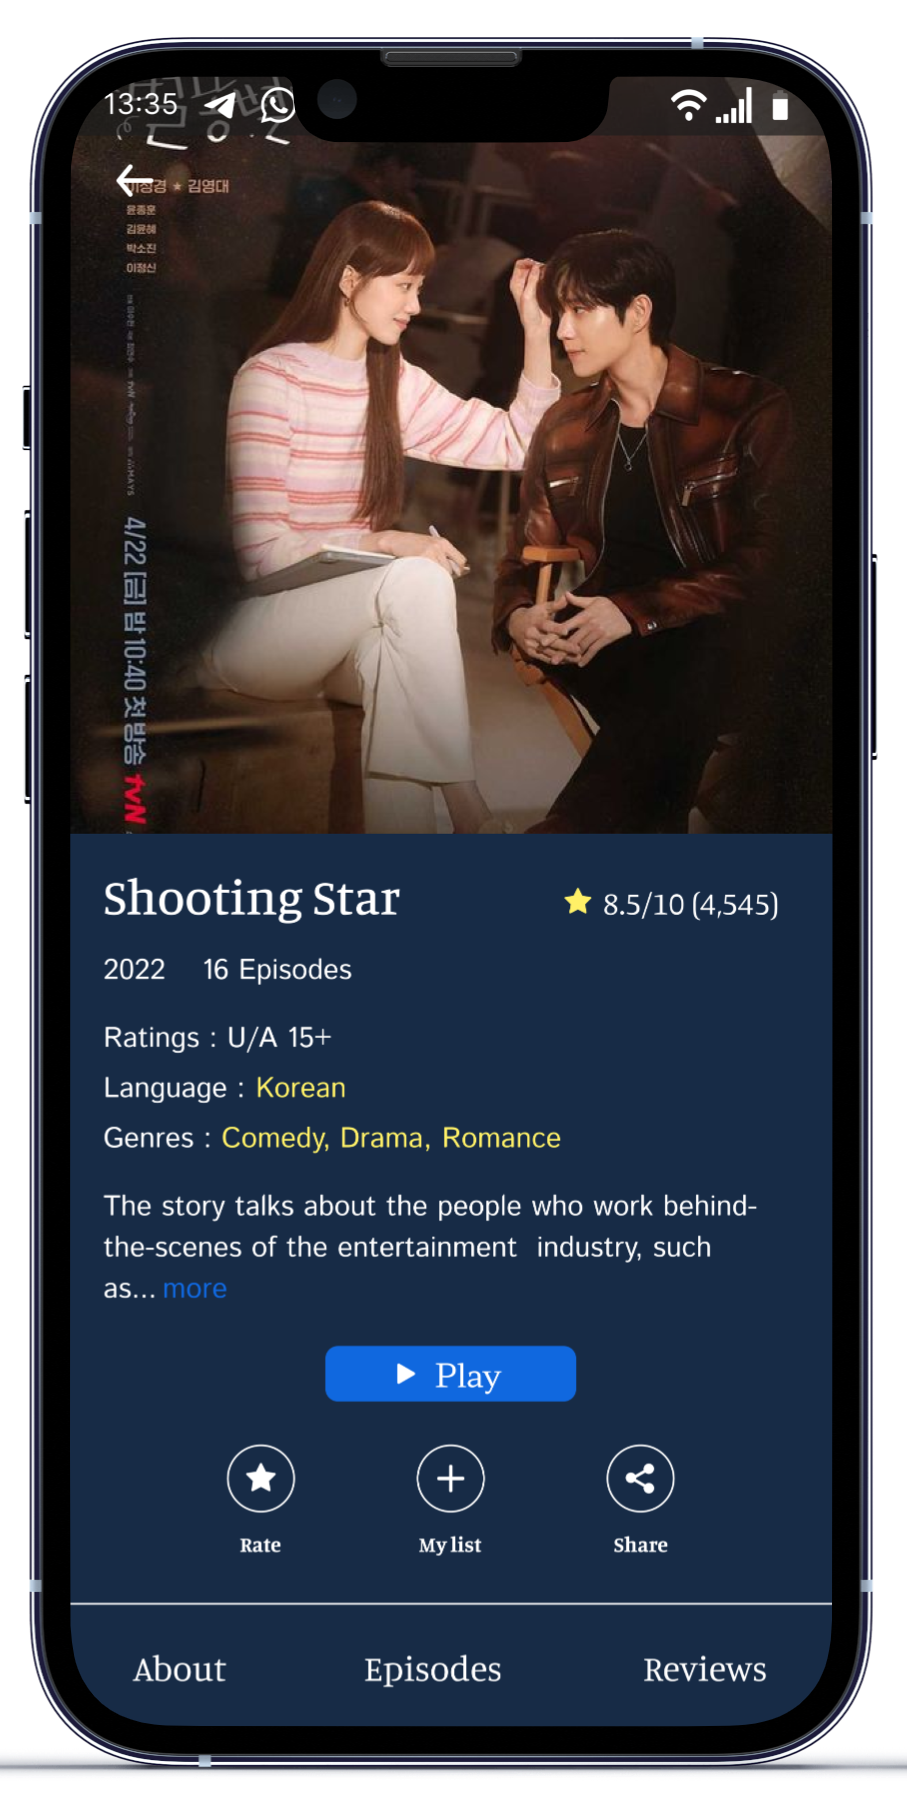 13:35
이성경 ★ 김영대
윤종훈
김윤혜
박소진
이정신
4/22 [금] 밤 10:40 첫방송 tvN
Shooting Star
8.5/10 (4,545)
2022 16 Episodes
Ratings : U/A 15+
Language : Korean
Genres : Comedy, Drama, Romance
The story talks about the people who work behind-
the-scenes of the entertainment industry, such
as... more
Play
Rate My list Share
About Episodes Reviews